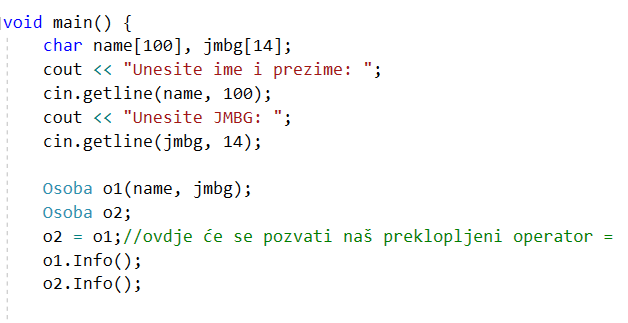 void main() {
    char name[100], jmbg[14];
    cout << "Unesite ime i prezime: ";
    cin.getline(name, 100);
    cout << "Unesite JMBG: ";
    cin.getline(jmbg, 14);

    Osoba o1(name, jmbg);
    Osoba o2;
    o2 = o1;//ovdje će se pozvati naš preklopljeni operator =
    o1.Info();
    o2.Info();